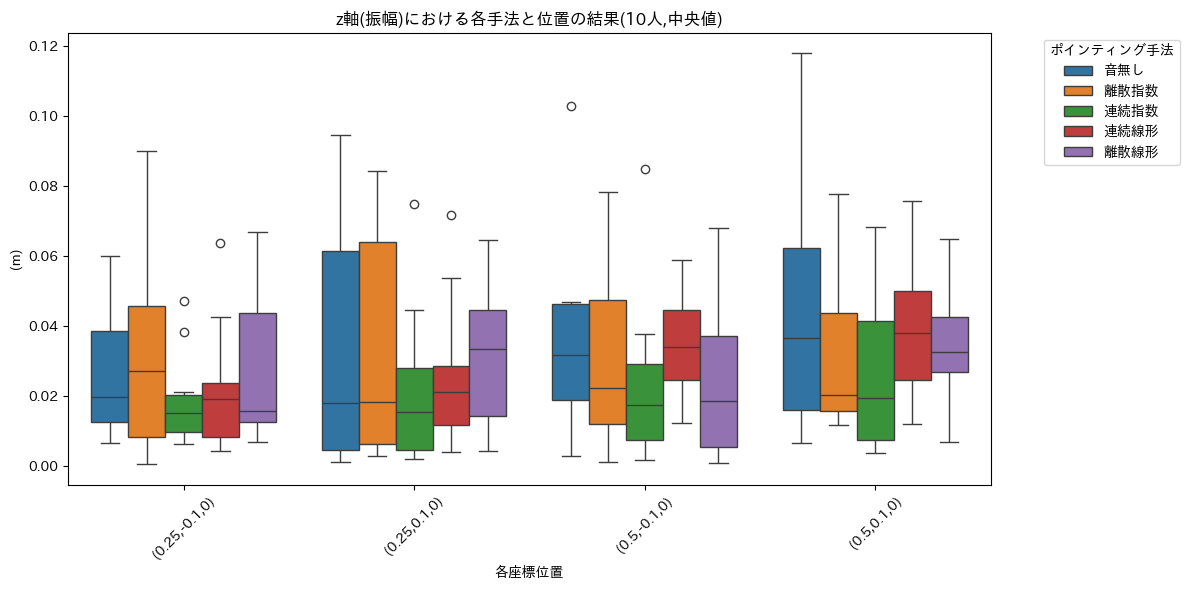 z軸(振幅)における各手法と位置の結果(10人,中央値)
(m)
0.12
0.10
0.08
0.06
0.04
0.02
0.00
(0.25,-0.1,0)
(0.25,0.1,0)
(0.5,-0.1,0)
(0.5,0.1,0)
各座標位置
ポインティング手法
音無し
離散指数
連続指数
連続線形
離散線形